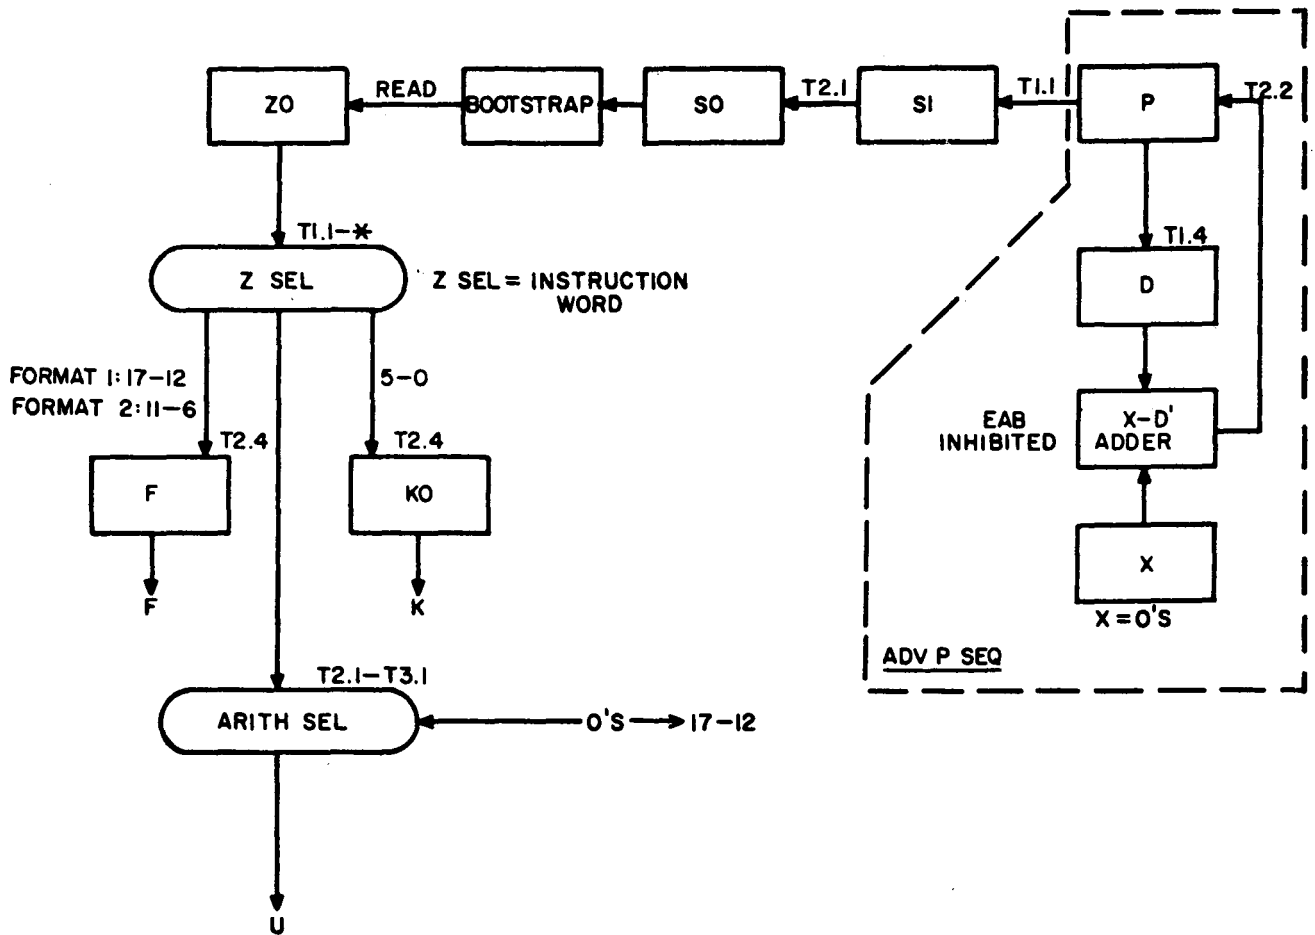 ZO
READ
BOOTSTRAP
SO
T2.1
SI
T1.1
P
T2.2
T1.1-*
Z SEL
Z SEL = INSTRUCTION
WORD
T1.4
D
FORMAT 1:17-12
FORMAT 2:11-6
5-0
T2.4
T2.4
F
KO
F
K
EAB
INHIBITED
X-D'
ADDER
X
X=O'S
ADV P SEQ
T2.1-T3.1
ARITH SEL
O'S
17-12
U